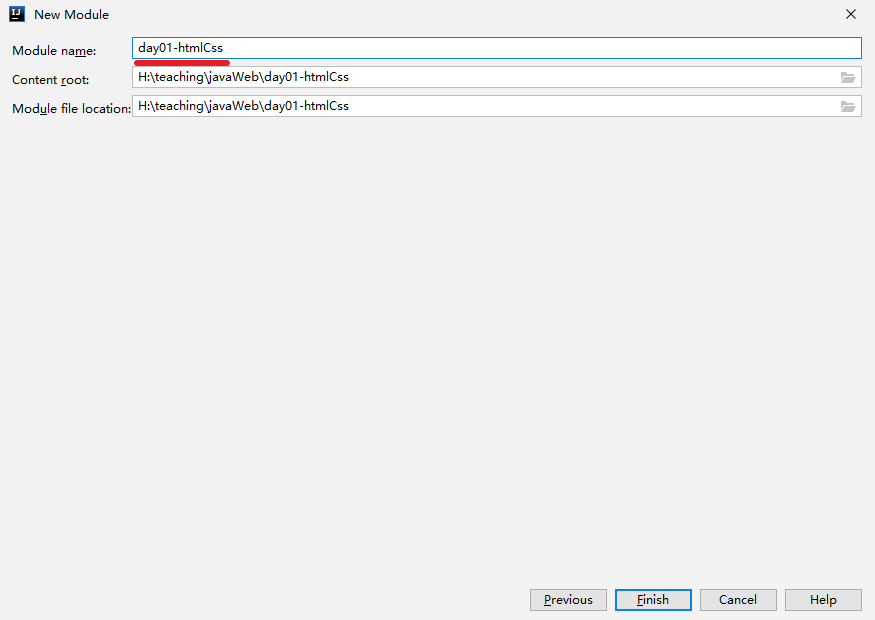 New Module
Module name: day01-htmlCss
Content root: H:\teaching\javaWeb\day01-htmlCss
Module file location: H:\teaching\javaWeb\day01-htmlCss
Previous Finish Cancel Help